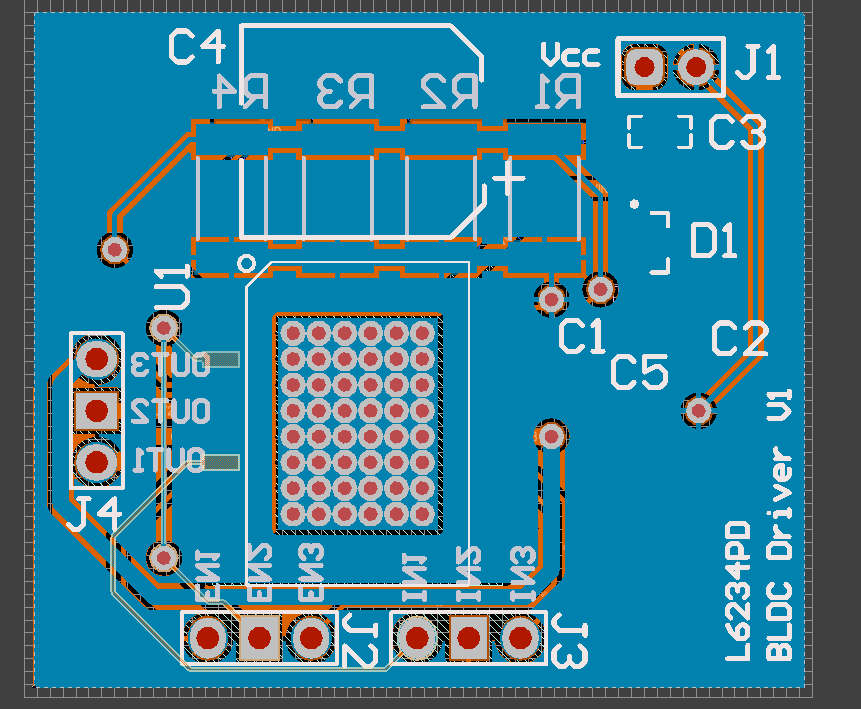 C4
Vcc
J1
R4 R3 R2 R1
C3
+
D1
U1
C1
C2
C5
OUT3
OUT2
OUT1
J4
EN1 EN2 EN3 IN1 IN2 IN3
J2
J3
L6234PD
BLDC Driver V1